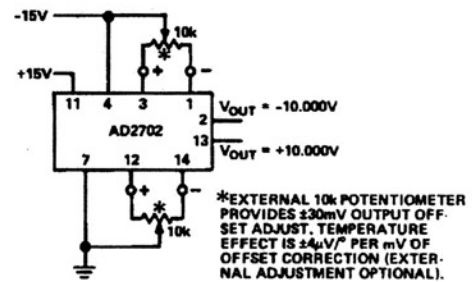 -15V
10k
*
+15V
+ -
11 4 3 1
V_OUT = -10.000V
2
AD2702
13
V_OUT = +10.000V
7 12 14
+ -
*
10k
*EXTERNAL 10k POTENTIOMETER
PROVIDES ±30mV OUTPUT OFF-
SET ADJUST. TEMPERATURE
EFFECT IS ±4µV/° PER mV OF
OFFSET CORRECTION (EXTER-
NAL ADJUSTMENT OPTIONAL).